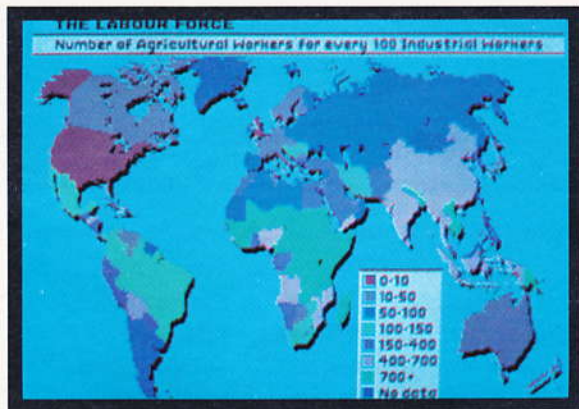 THE LABOUR FORCE
Number of Agricultural Workers for every 100 Industrial Workers
0-10
10-50
50-100
100-150
150-400
400-700
700+
No data